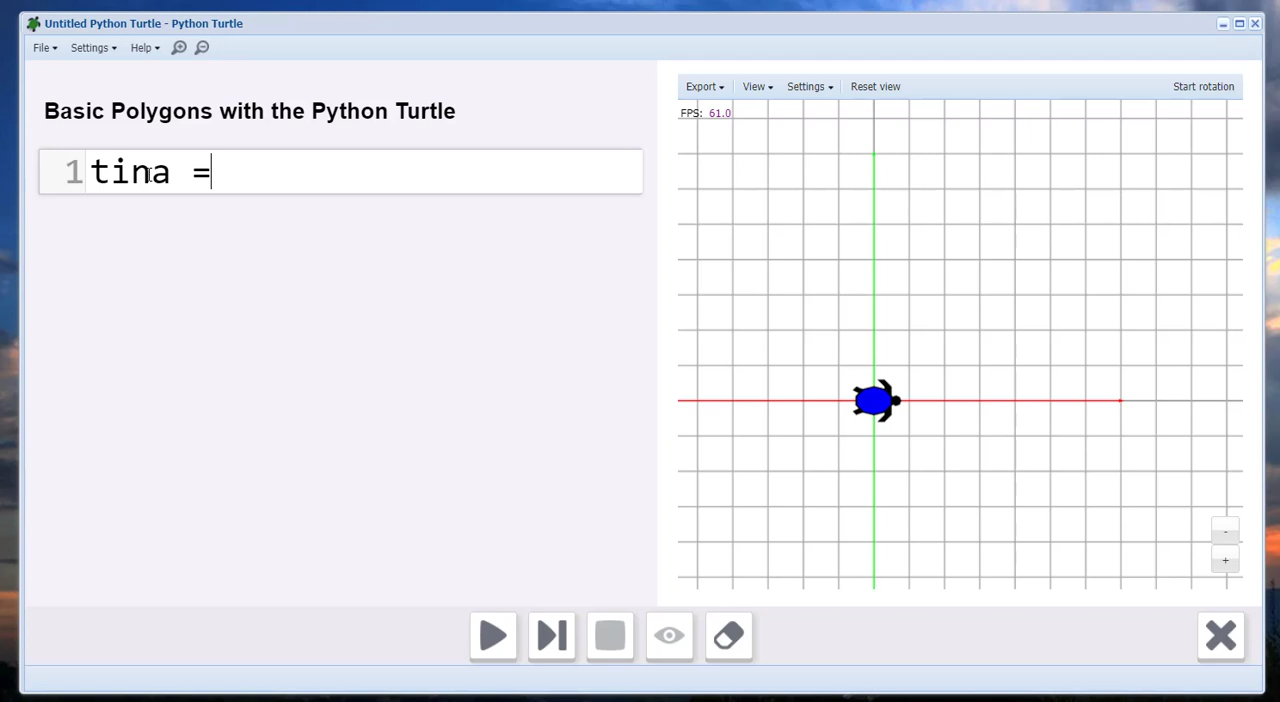 Untitled Python Turtle - Python Turtle
File Settings Help
Export View Settings Reset view Start rotation
Basic Polygons with the Python Turtle
FPS: 61.0
1 tina =
-
+